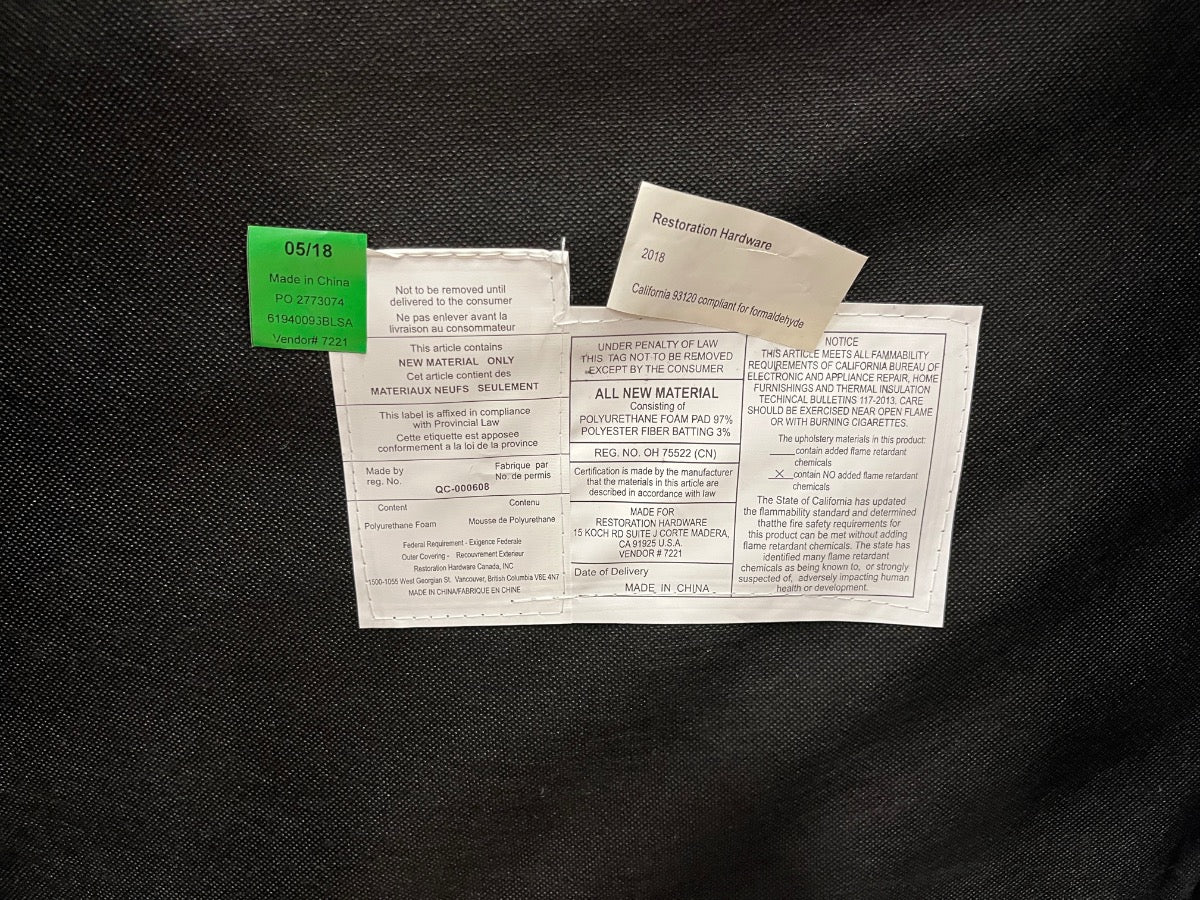 05/18
Made in China
PO 2773074
61940093BLSA
Vendor# 7221
Not to be removed until
delivered to the consumer
Ne pas enlever avant la
livraison au consommateur
This article contains
NEW MATERIAL ONLY
Cet article contient des
MATERIAUX NEUFS SEULEMENT
This label is affixed in compliance
with Provincial Law
Cette etiquette est apposee
conformement a la loi de la province
Made by
reg. No.
Fabrique par
No. de permis
QC-000608
Content
Contenu
Polyurethane Foam
Mousse de Polyurethane
Federal Requirement - Exigence Federale
Outer Covering - Recouvrement Exterieur
Restoration Hardware Canada, INC
1500-1055 West Georgian St. Vancouver, British Columbia VBE 4N7
MADE IN CHINA/FABRIQUE EN CHINE
Restoration Hardware
2018
California 93120 compliant for formaldehyde
UNDER PENALTY OF LAW
THIS TAG NOT TO BE REMOVED
EXCEPT BY THE CONSUMER
ALL NEW MATERIAL
Consisting of
POLYURETHANE FOAM PAD 97%
POLYESTER FIBER BATTING 3%
REG. NO. OH 75522 (CN)
Certification is made by the manufacturer
that the materials in this article are
described in accordance with law
MADE FOR
RESTORATION HARDWARE
15 KOCH RD SUITE J CORTE MADERA,
CA 91925 U.S.A.
VENDOR # 7221
Date of Delivery
MADE IN CHINA
NOTICE
THIS ARTICLE MEETS ALL FAMMABILITY
REQUIREMENTS OF CALIFORNIA BUREAU OF
ELECTRONIC AND APPLIANCE REPAIR, HOME
FURNISHINGS AND THERMAL INSULATION
TECHINCAL BULLETINS 117-2013. CARE
SHOULD BE EXERCISED NEAR OPEN FLAME
OR WITH BURNING CIGARETTES.
The upholstery materials in this product:
____contain added flame retardant
chemicals
_X_contain NO added flame retardant
chemicals
The State of California has updated
the flammability standard and determined
thatthe fire safety requirements for
this product can be met without adding
flame retardant chemicals. The state has
identified many flame retardant
chemicals as being known to, or strongly
suspected of, adversely impacting human
health or development.